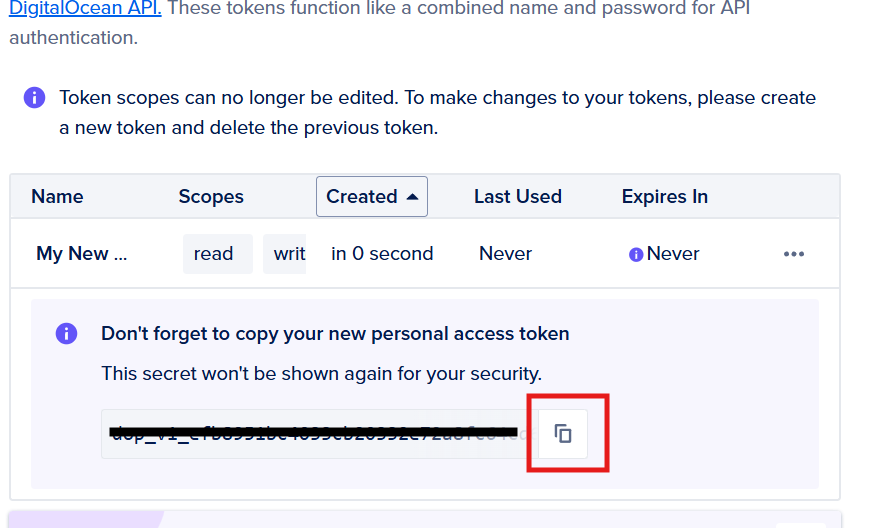 DigitalOcean API. These tokens function like a combined name and password for API
authentication.
Token scopes can no longer be edited. To make changes to your tokens, please create
a new token and delete the previous token.
Name Scopes Created Last Used Expires In
My New ... read writ in 0 second Never Never
Don't forget to copy your new personal access token
This secret won't be shown again for your security.